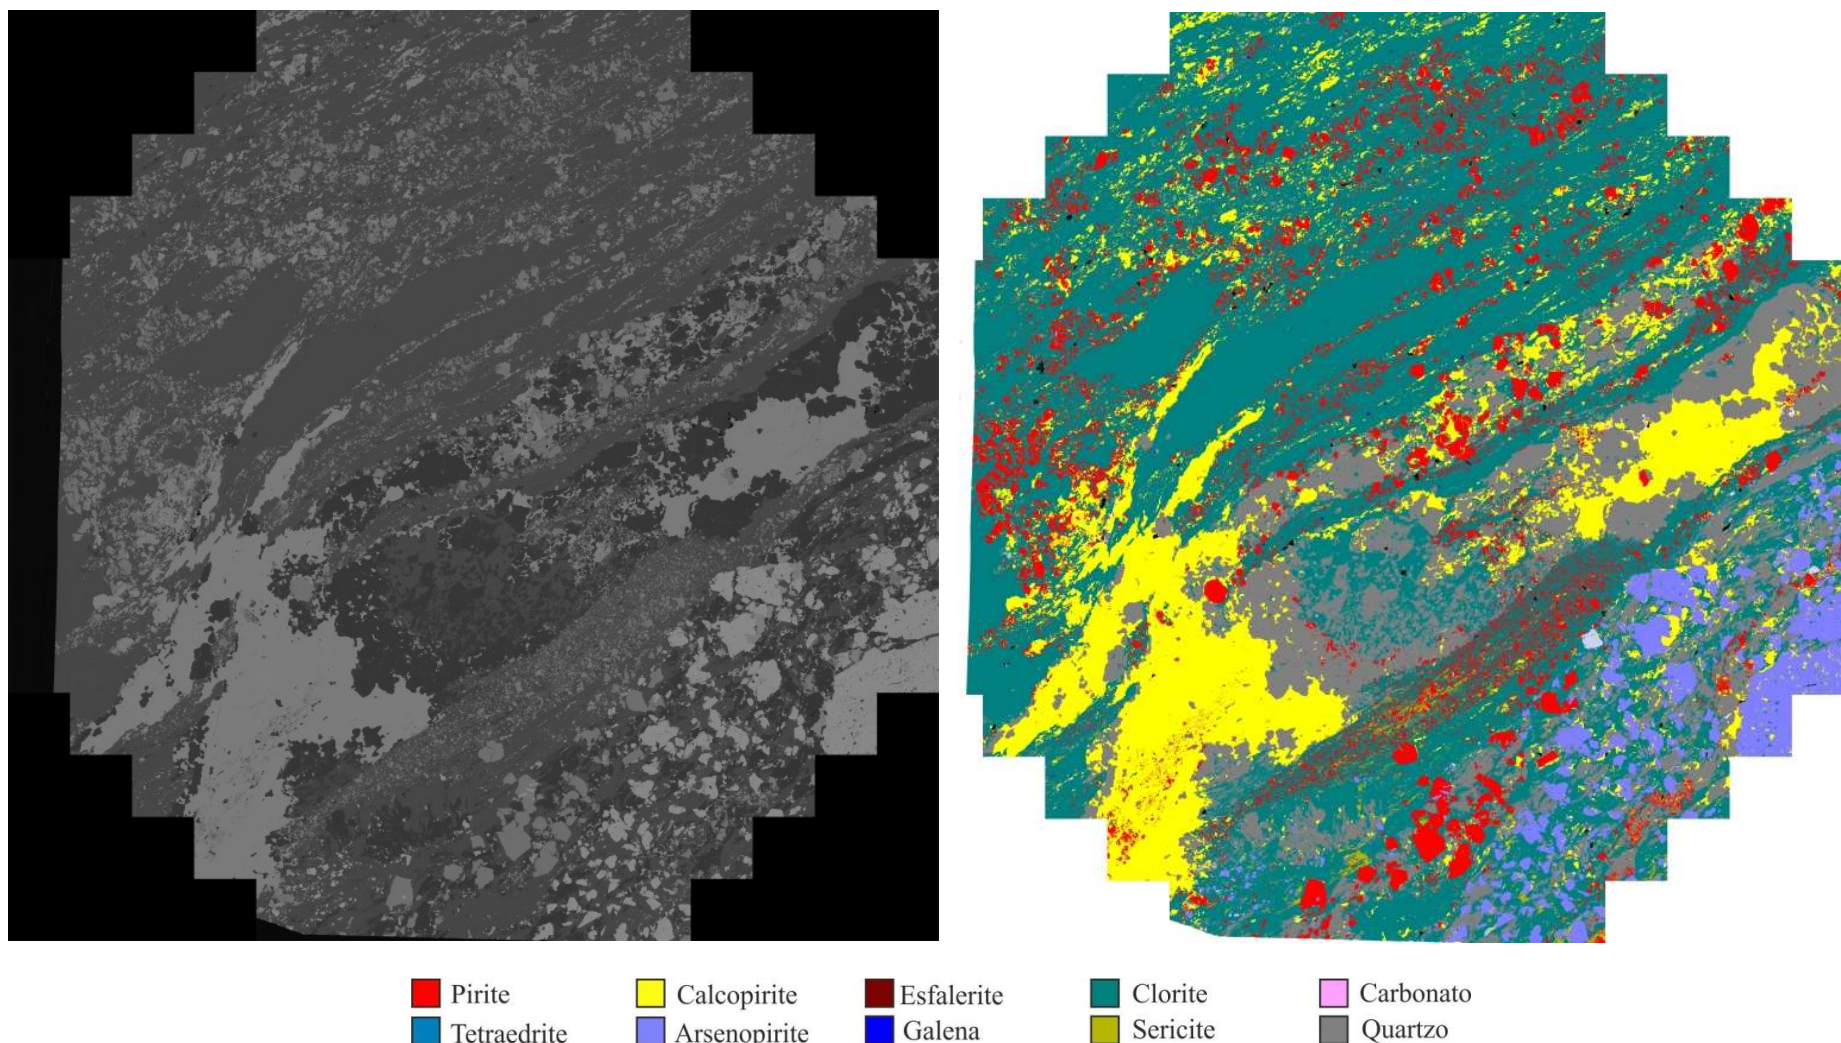 Pirite Calcopirite Esfalerite Clorite Carbonato
Tetraedrite Arsenopirite Galena Sericite Quartzo